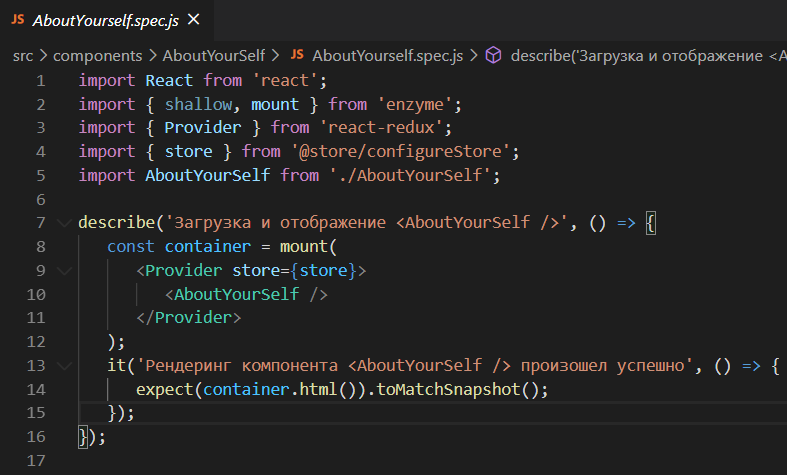 JS AboutYourself.spec.js ×
src > components > AboutYourSelf > JS AboutYourself.spec.js > describe('Загрузка и отображение <A
1 import React from 'react';
2 import { shallow, mount } from 'enzyme';
3 import { Provider } from 'react-redux';
4 import { store } from '@store/configureStore';
5 import AboutYourSelf from './AboutYourSelf';
6
7 describe('Загрузка и отображение <AboutYourSelf />', () => {
8 const container = mount(
9 <Provider store={store}>
10 <AboutYourSelf />
11 </Provider>
12 );
13 it('Рендеринг компонента <AboutYourSelf /> произошел успешно', () => {
14 expect(container.html()).toMatchSnapshot();
15 });
16 });
17